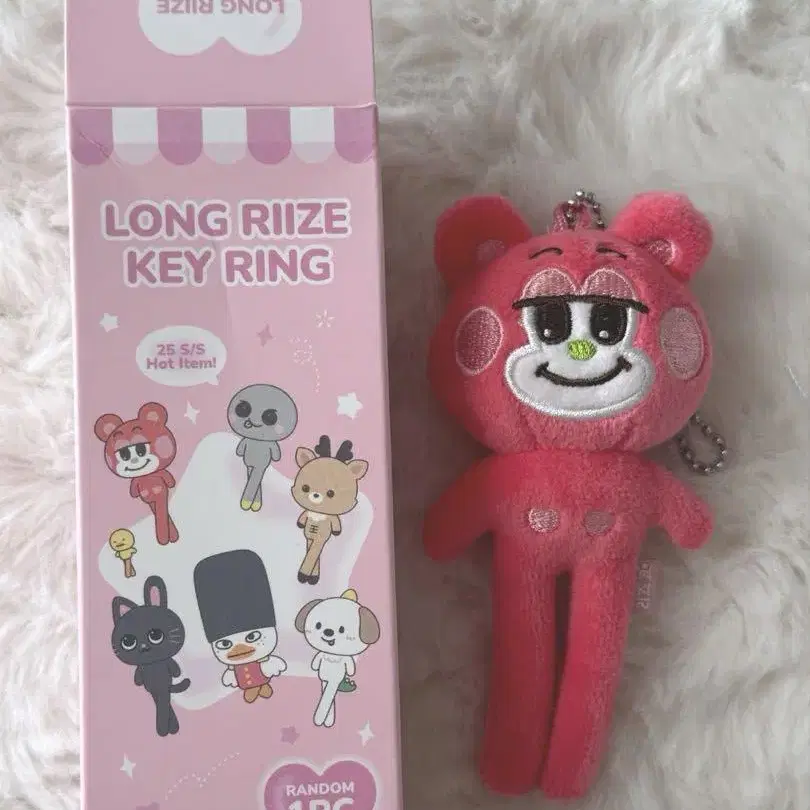 LONG RIIZE
LONG RIIZE
KEY RING
25 S/S
Hot Item!
RANDOM
1PC